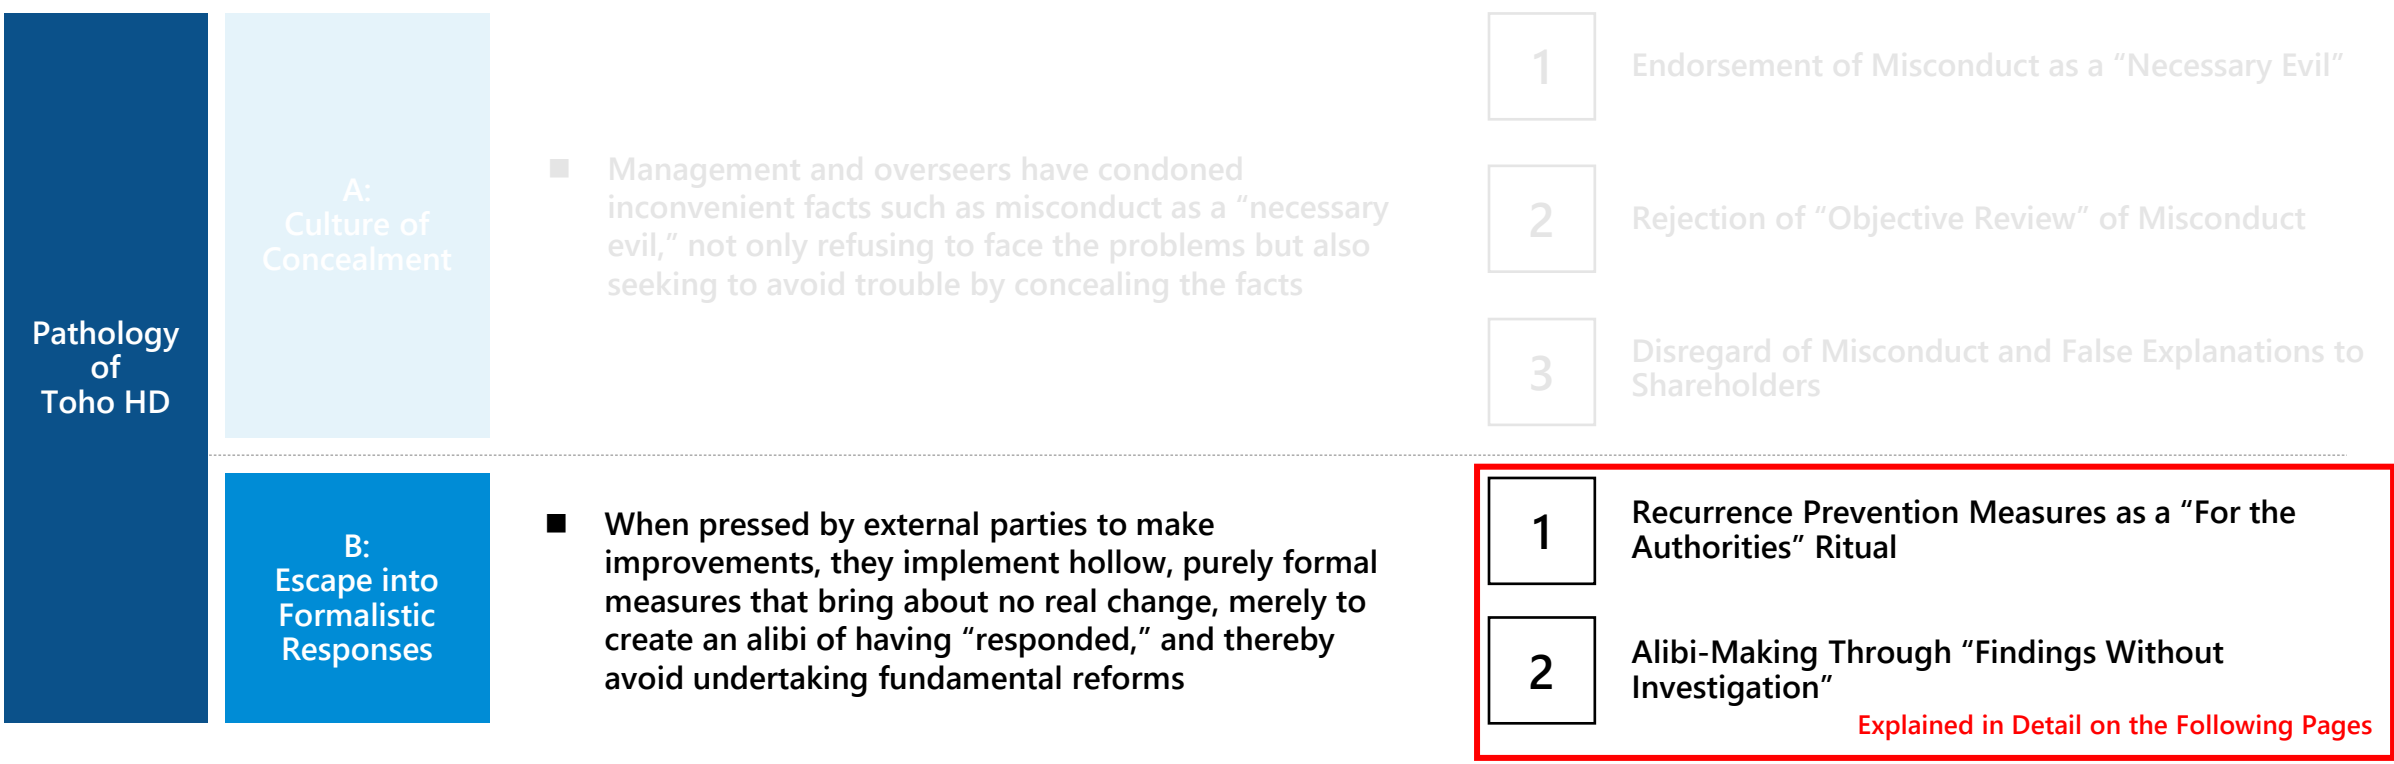 Pathology
of
Toho HD
A:
Culture of
Concealment
■ Management and overseers have condoned
inconvenient facts such as misconduct as a “necessary
evil,” not only refusing to face the problems but also
seeking to avoid trouble by concealing the facts
1
Endorsement of Misconduct as a “Necessary Evil”
2
Rejection of “Objective Review” of Misconduct
3
Disregard of Misconduct and False Explanations to
Shareholders
B:
Escape into
Formalistic
Responses
■ When pressed by external parties to make
improvements, they implement hollow, purely formal
measures that bring about no real change, merely to
create an alibi of having “responded,” and thereby
avoid undertaking fundamental reforms
1
Recurrence Prevention Measures as a “For the
Authorities” Ritual
2
Alibi-Making Through “Findings Without
Investigation”
Explained in Detail on the Following Pages